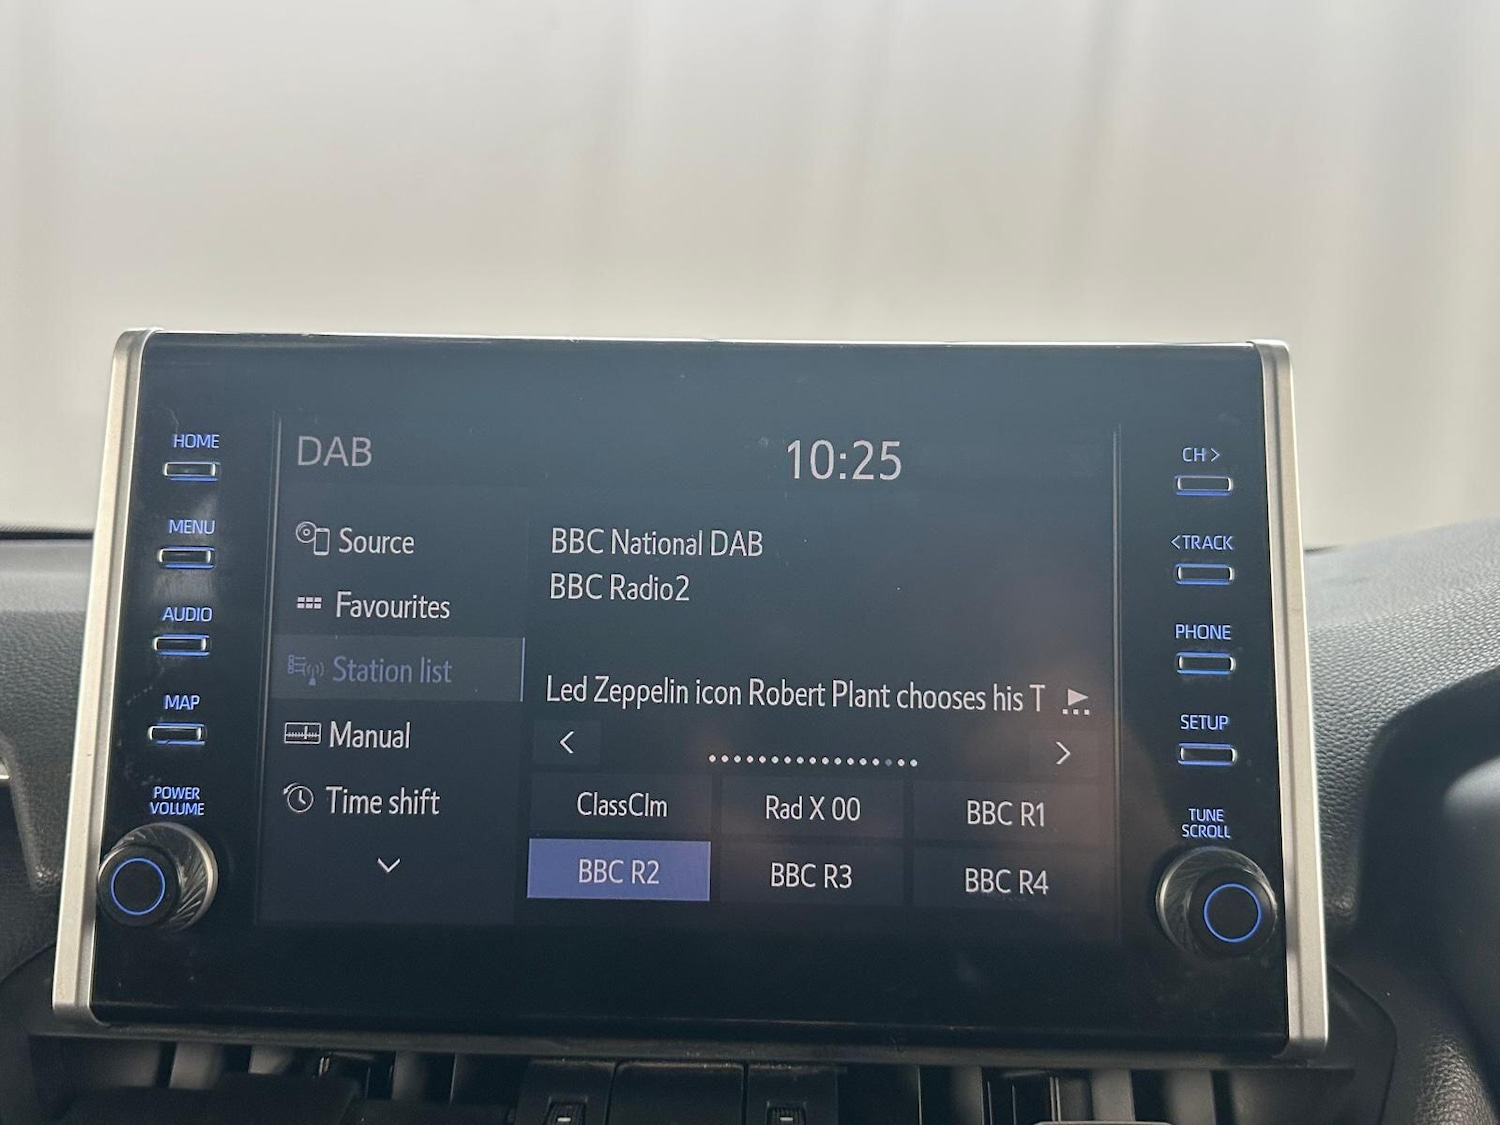 HOME
MENU
AUDIO
MAP
POWER
VOLUME
DAB
10:25
Source
Favourites
Station list
Manual
Time shift
BBC National DAB
BBC Radio2
Led Zeppelin icon Robert Plant chooses his T
ClassClm
Rad X 00
BBC R1
BBC R2
BBC R3
BBC R4
CH >
< TRACK
PHONE
SETUP
TUNE
SCROLL